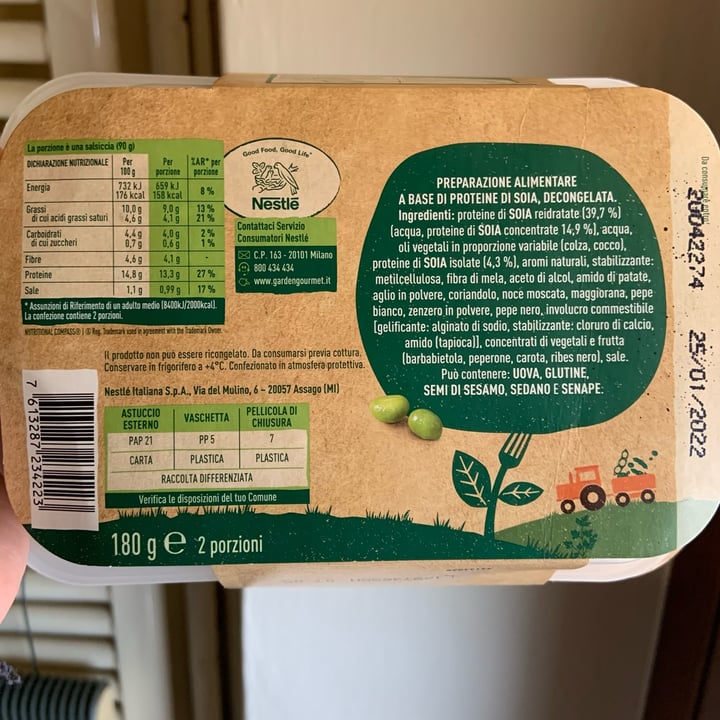 La porzione è una salsiccia (90 g)
DICHIARAZIONE NUTRIZIONALE Per 100 g Per porzione %AR* per porzione
Energia 732 kJ 659 kJ 8 %
176 kcal 158 kcal
Grassi 10,0 g 9,0 g 13 %
di cui acidi grassi saturi 4,6 g 4,1 g 21 %
Carboidrati 4,4 g 4,0 g 2 %
di cui zuccheri 0,7 g 0,6 g 1 %
Fibre 4,6 g 4,1 g
Proteine 14,8 g 13,3 g 27 %
Sale 1,1 g 0,99 g 17 %
* Assunzioni di Riferimento di un adulto medio (8400kJ/2000kcal).
La confezione contiene 2 porzioni.
NUTRITIONAL COMPASS® | ® Reg. Trademark used in agreement with the Trademark Owner.
Good Food, Good Life
Nestlé
Contattaci Servizio
Consumatori Nestlé
C.P. 163 - 20101 Milano
800 434 434
www.gardengourmet.it
Il prodotto non può essere ricongelato. Da consumarsi previa cottura.
Conservare in frigorifero a +4°C. Confezionato in atmosfera protettiva.
Nestlé Italiana S.p.A., Via del Mulino, 6 - 20057 Assago (MI)
ASTUCCIO ESTERNO VASCHETTA PELLICOLA DI CHIUSURA
PAP 21 PP 5 7
CARTA PLASTICA PLASTICA
RACCOLTA DIFFERENZIATA
Verifica le disposizioni del tuo Comune
7 613287 234223
180 g e 2 porzioni
PREPARAZIONE ALIMENTARE
A BASE DI PROTEINE DI SOIA, DECONGELATA.
Ingredienti: proteine di SOIA reidratate (39,7 %)
(acqua, proteine di SOIA concentrate 14,9 %), acqua,
oli vegetali in proporzione variabile (colza, cocco),
proteine di SOIA isolate (4,3 %), aromi naturali, stabilizzante:
metilcellulosa, fibra di mela, aceto di alcol, amido di patate,
aglio in polvere, coriandolo, noce moscata, maggiorana, pepe
bianco, zenzero in polvere, pepe nero, involucro commestibile
[gelificante: alginato di sodio, stabilizzante: cloruro di calcio,
amido (tapioca)], concentrati di vegetali e frutta
(barbabietola, peperone, carota, ribes nero), sale.
Può contenere: UOVA, GLUTINE,
SEMI DI SESAMO, SEDANO E SENAPE.
Da consumarsi
20042274 25/01/2022